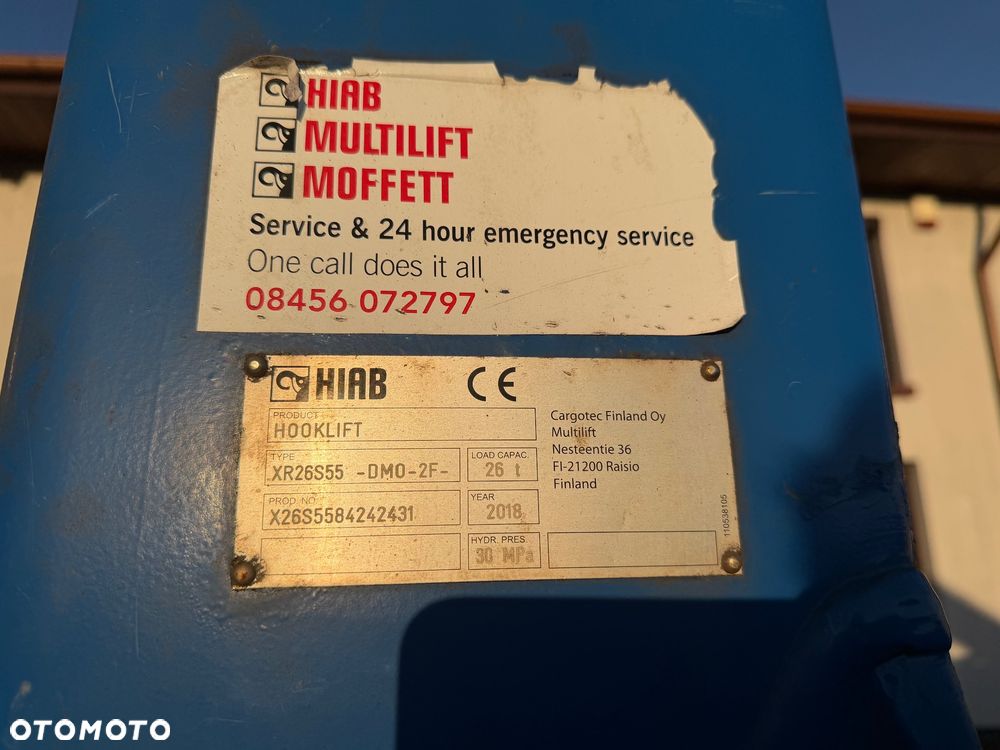 HIAB
MULTILIFT
MOFFETT
Service & 24 hour emergency service
One call does it all
08456 072797
HIAB CE
PRODUCT
HOOKLIFT
TYPE
XR26S55 -DMO-2F-
LOAD CAPAC.
26 t
PROD. NO
X26S5584242431
YEAR
2018
HYDR. PRES.
30 MPa
Cargotec Finland Oy
Multilift
Nesteentie 36
FI-21200 Raisio
Finland
110538105
OTOMOTO